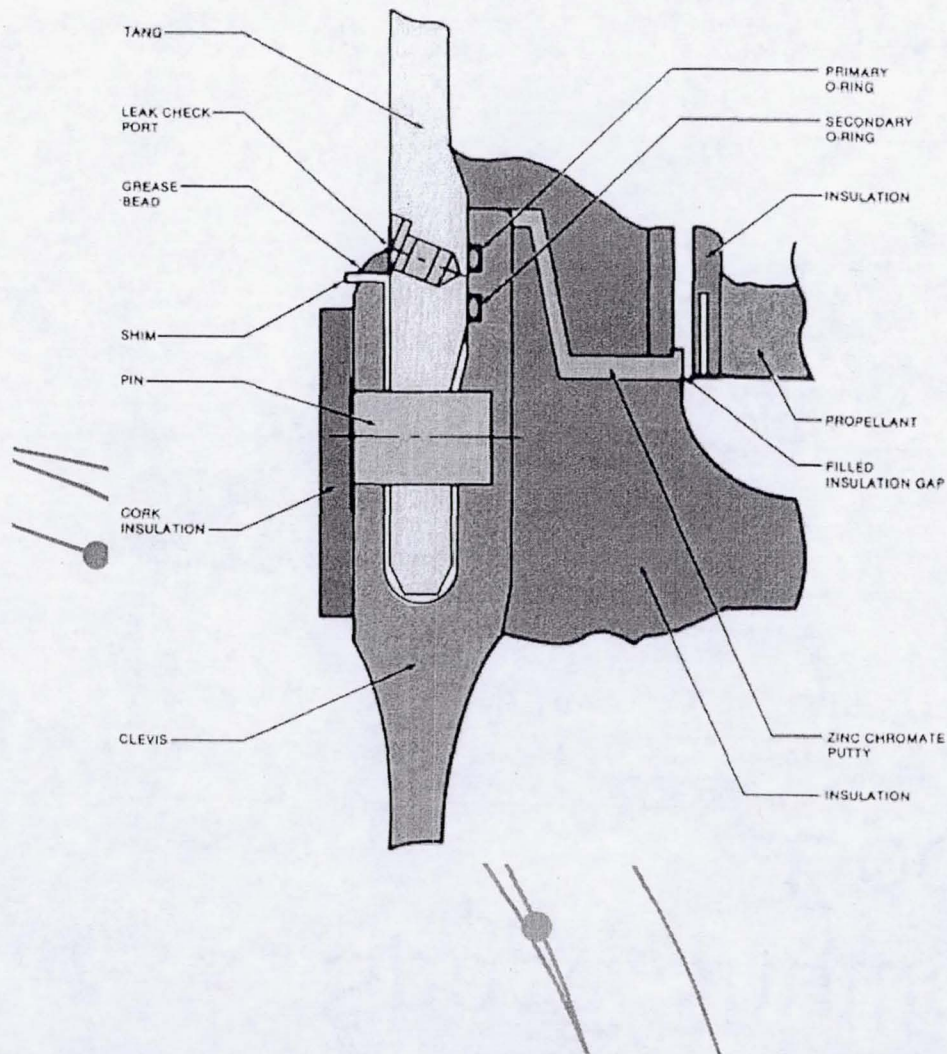 TANG
LEAK CHECK
PORT
GREASE
BEAD
SHIM
PIN
CORK
INSULATION
CLEVIS
PRIMARY
O-RING
SECONDARY
O-RING
INSULATION
PROPELLANT
FILLED
INSULATION GAP
ZINC CHROMATE
PUTTY
INSULATION